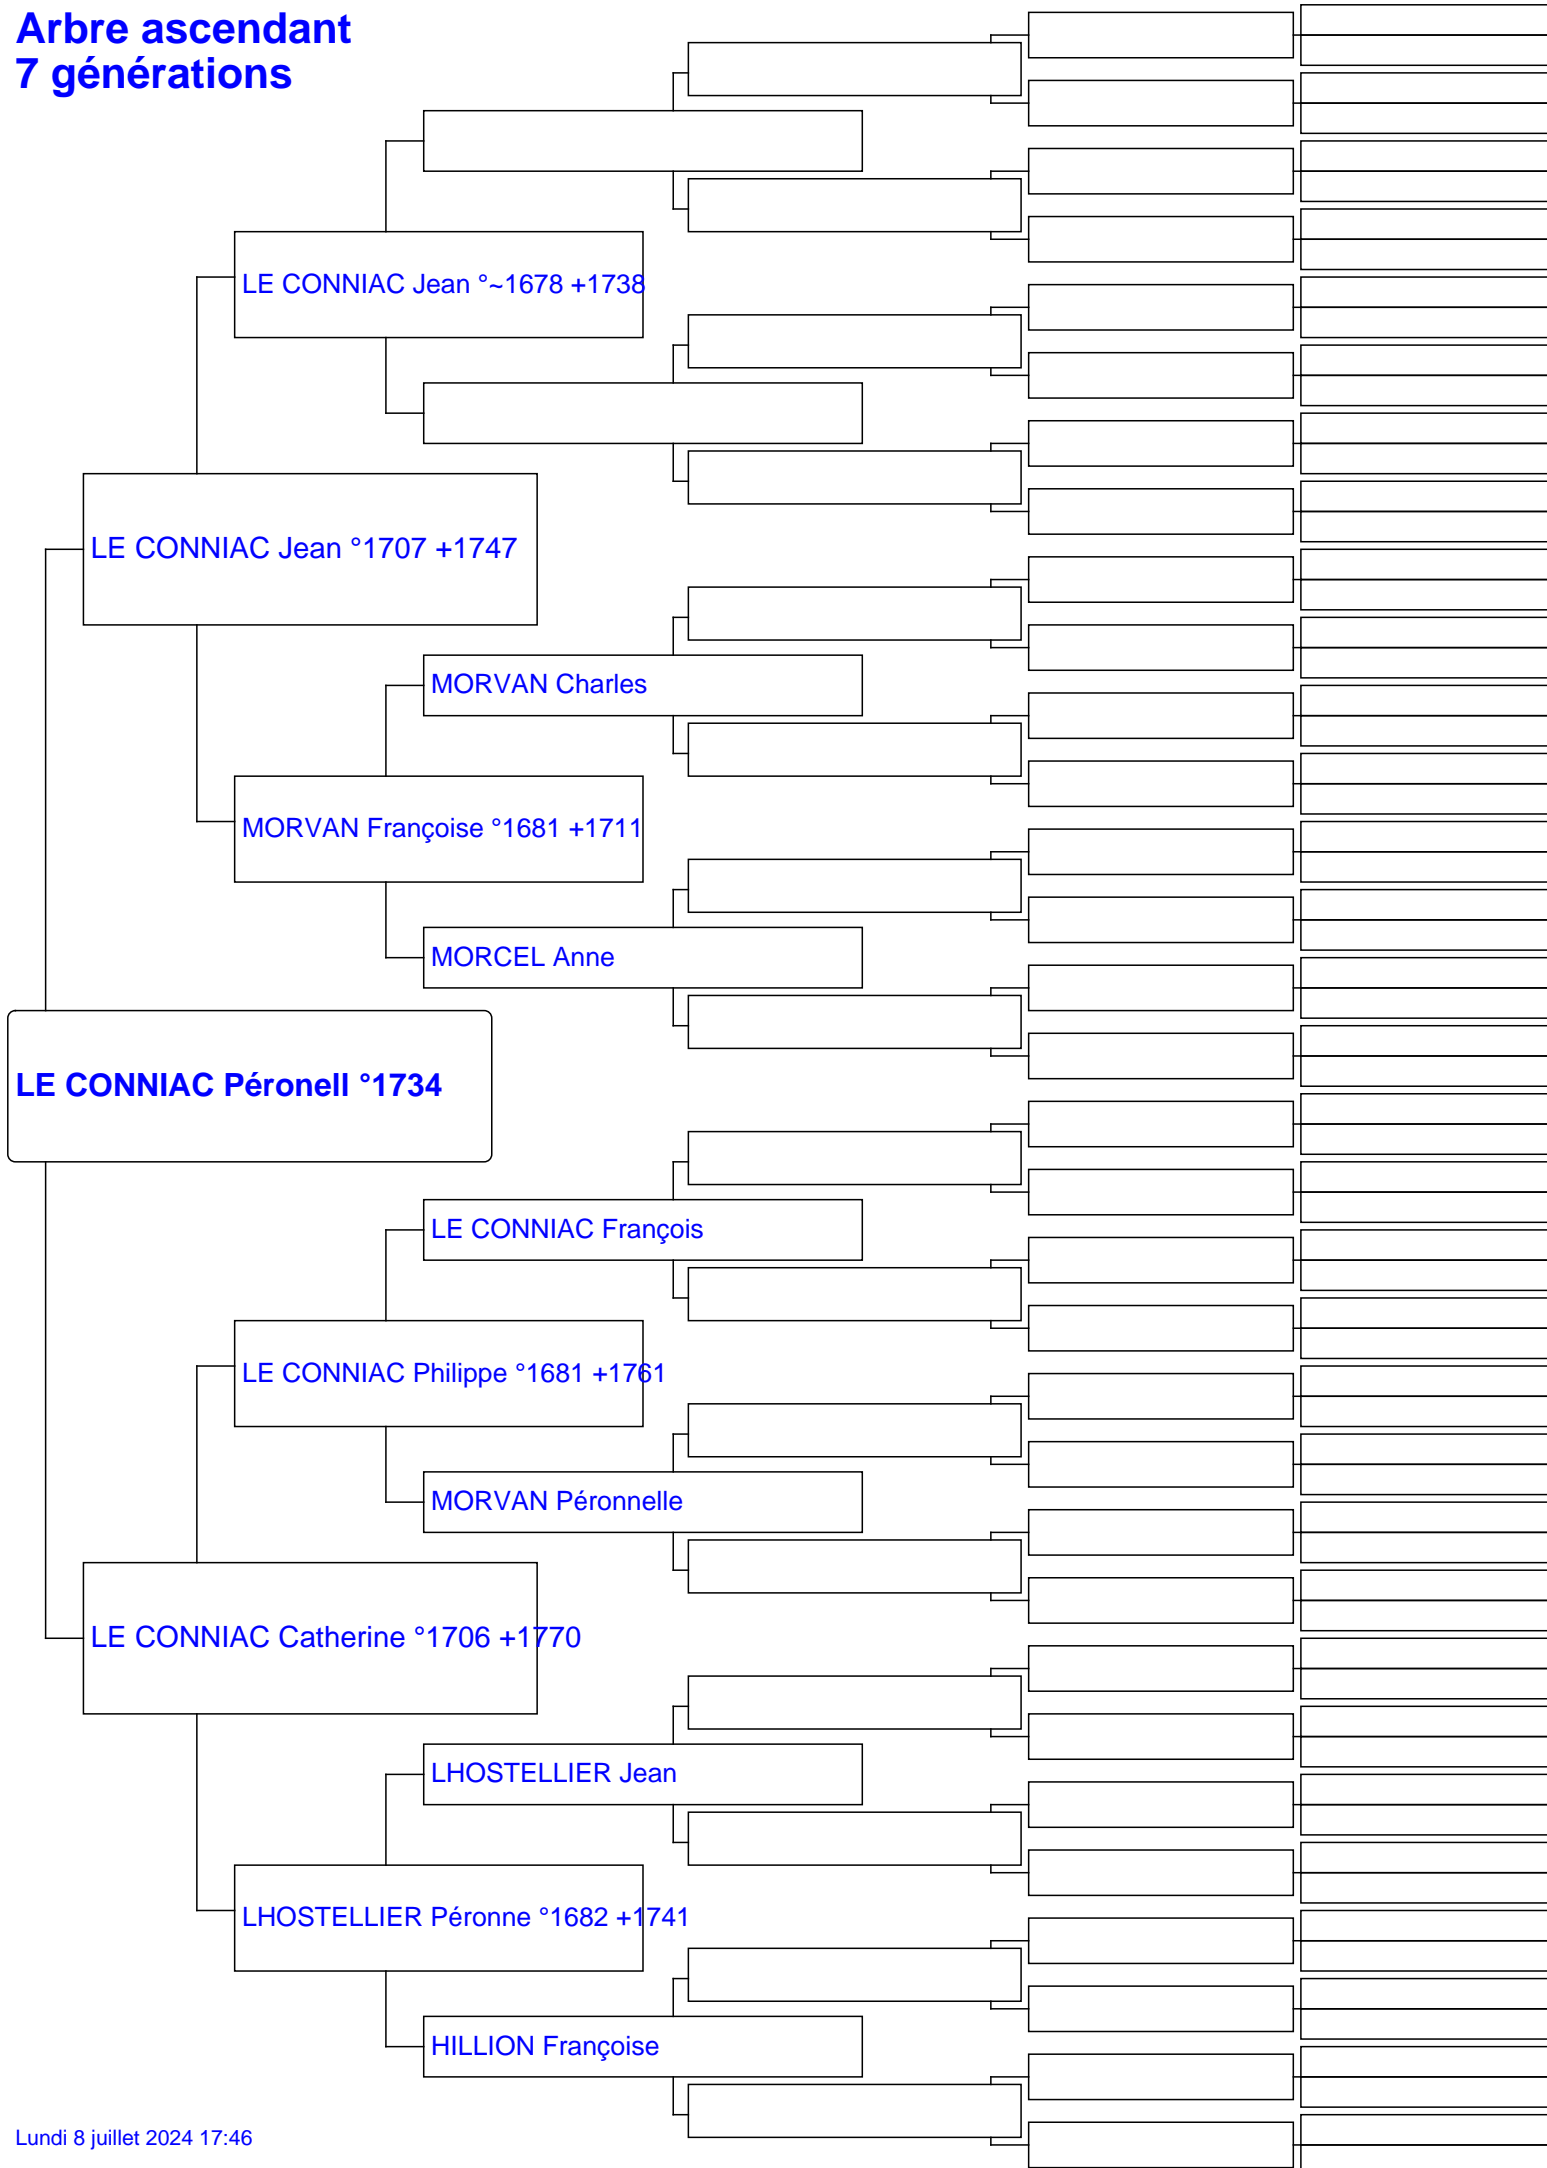 Arbre ascendant
7 générations
LE CONNIAC Jean °~1678 +1738
LE CONNIAC Jean °1707 +1747
MORVAN Charles
MORVAN Françoise °1681 +1711
MORCEL Anne
LE CONNIAC Péronell °1734
LE CONNIAC François
LE CONNIAC Philippe °1681 +1761
MORVAN Péronnelle
LE CONNIAC Catherine °1706 +1770
LHOSTELLIER Jean
LHOSTELLIER Péronne °1682 +1741
HILLION Françoise
Lundi 8 juillet 2024 17:46